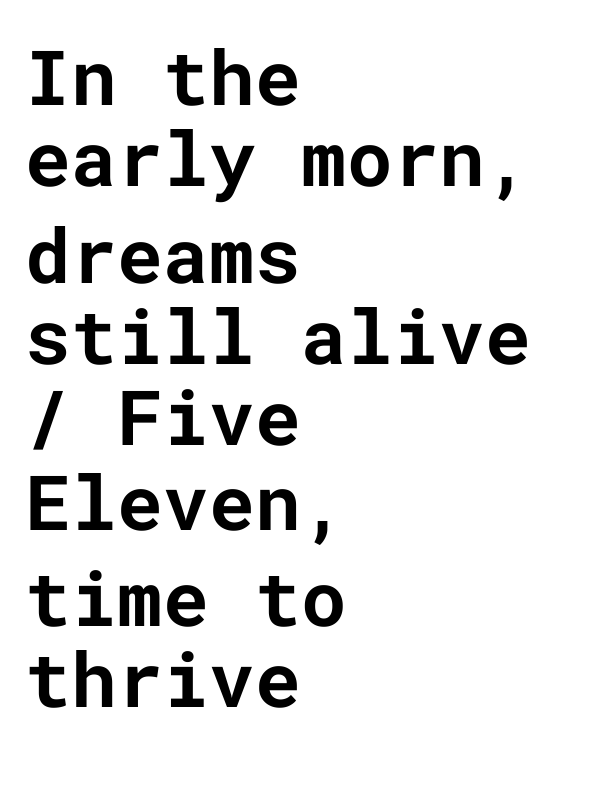 In the
early morn,
dreams
still alive
/ Five
Eleven,
time to
thrive